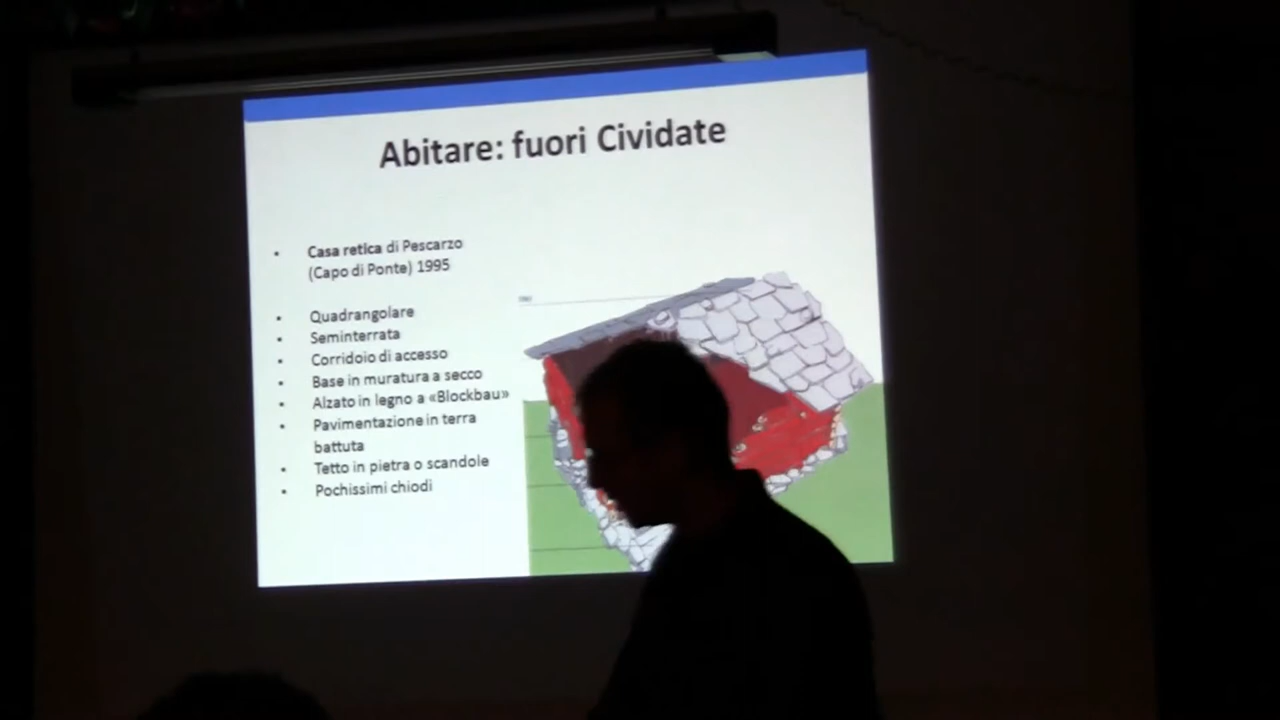 Abitare: fuori Cividate
• Casa retica di Pescarzo
(Capo di Ponte) 1995
• Quadrangolare
• Seminterrata
• Corridoio di accesso
• Base in muratura a secco
• Alzato in legno a «Blockbau»
• Pavimentazione in terra
battuta
• Tetto in pietra o scandole
• Pochissimi chiodi